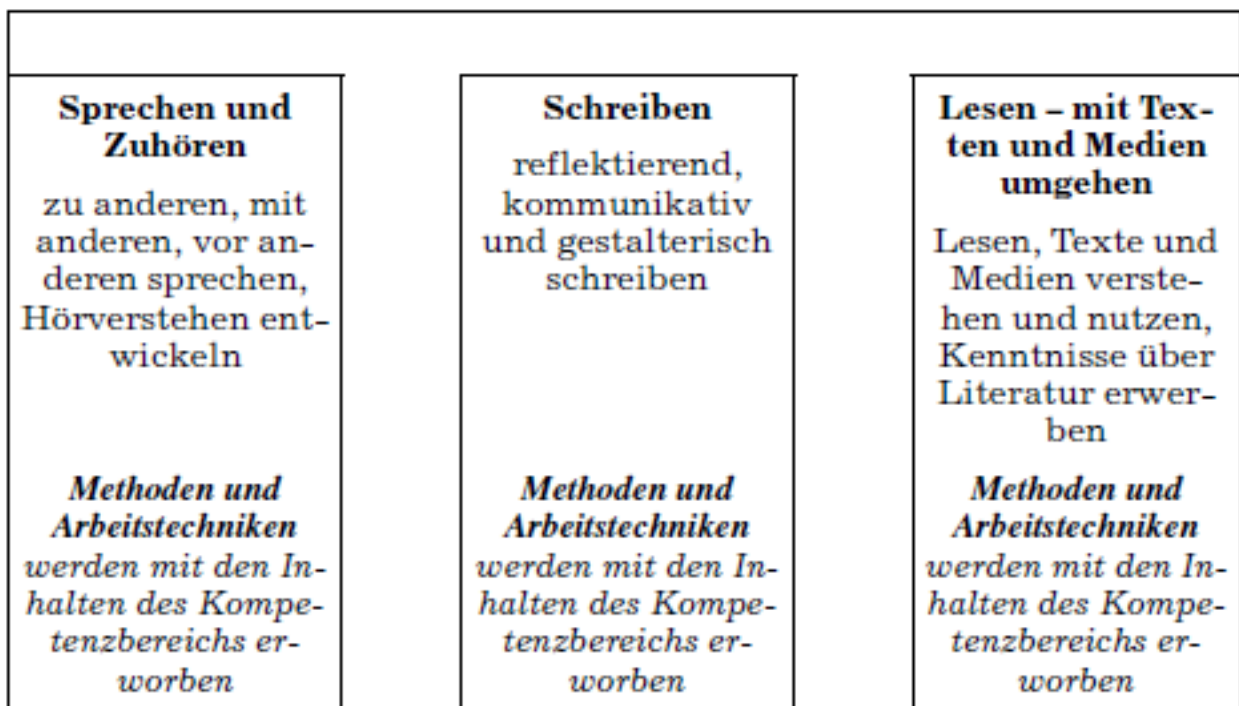 Sprechen und
Zuhören
zu anderen, mit
anderen, vor an-
deren sprechen,
Hörverstehen ent-
wickeln
Methoden und
Arbeitstechniken
werden mit den In-
halten des Kompe-
tenzbereichs er-
worben
Schreiben
reflektierend,
kommunikativ
und gestalterisch
schreiben
Methoden und
Arbeitstechniken
werden mit den In-
halten des Kompe-
tenzbereichs er-
worben
Lesen – mit Tex-
ten und Medien
umgehen
Lesen, Texte und
Medien verste-
hen und nutzen,
Kenntnisse über
Literatur erwer-
ben
Methoden und
Arbeitstechniken
werden mit den In-
halten des Kompe-
tenzbereichs er-
worben